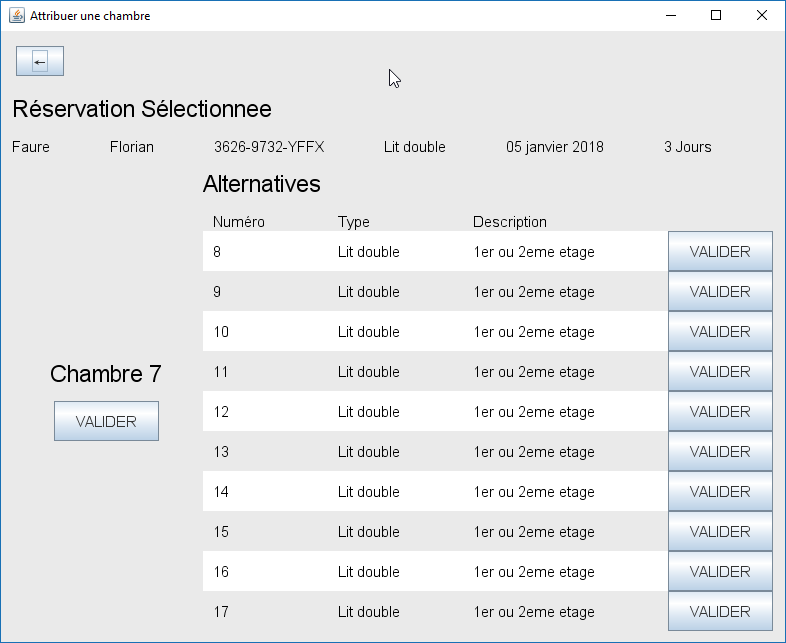 Attribuer une chambre
←
Réservation Sélectionnee
Faure Florian 3626-9732-YFFX Lit double 05 janvier 2018 3 Jours
Alternatives
Numéro Type Description
8 Lit double 1er ou 2eme etage VALIDER
9 Lit double 1er ou 2eme etage VALIDER
10 Lit double 1er ou 2eme etage VALIDER
11 Lit double 1er ou 2eme etage VALIDER
Chambre 7
VALIDER
12 Lit double 1er ou 2eme etage VALIDER
13 Lit double 1er ou 2eme etage VALIDER
14 Lit double 1er ou 2eme etage VALIDER
15 Lit double 1er ou 2eme etage VALIDER
16 Lit double 1er ou 2eme etage VALIDER
17 Lit double 1er ou 2eme etage VALIDER